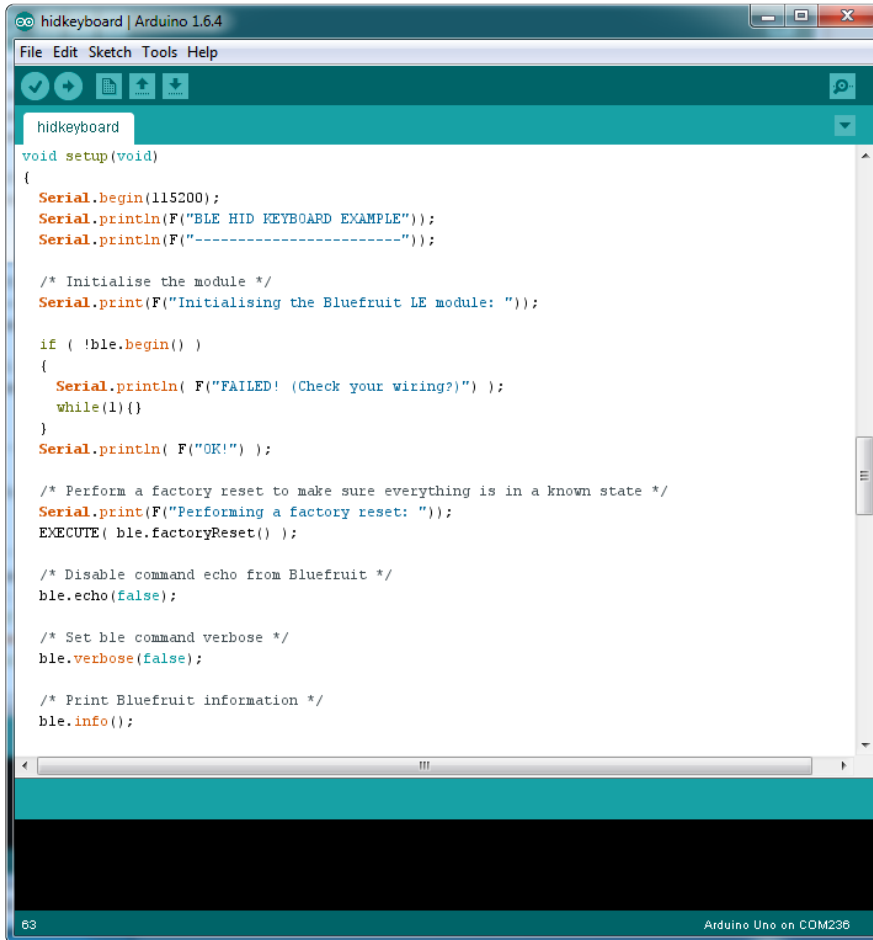 hidkeyboard | Arduino 1.6.4
File Edit Sketch Tools Help
hidkeyboard
void setup(void)
{
  Serial.begin(115200);
  Serial.println(F("BLE HID KEYBOARD EXAMPLE"));
  Serial.println(F("------------------------"));

  /* Initialise the module */
  Serial.print(F("Initialising the Bluefruit LE module: "));

  if ( !ble.begin() )
  {
    Serial.println( F("FAILED! (Check your wiring?)") );
    while(1){}
  }
  Serial.println( F("OK!") );

  /* Perform a factory reset to make sure everything is in a known state */
  Serial.print(F("Performing a factory reset: "));
  EXECUTE( ble.factoryReset() );

  /* Disable command echo from Bluefruit */
  ble.echo(false);

  /* Set ble command verbose */
  ble.verbose(false);

  /* Print Bluefruit information */
  ble.info();
63
Arduino Uno on COM236